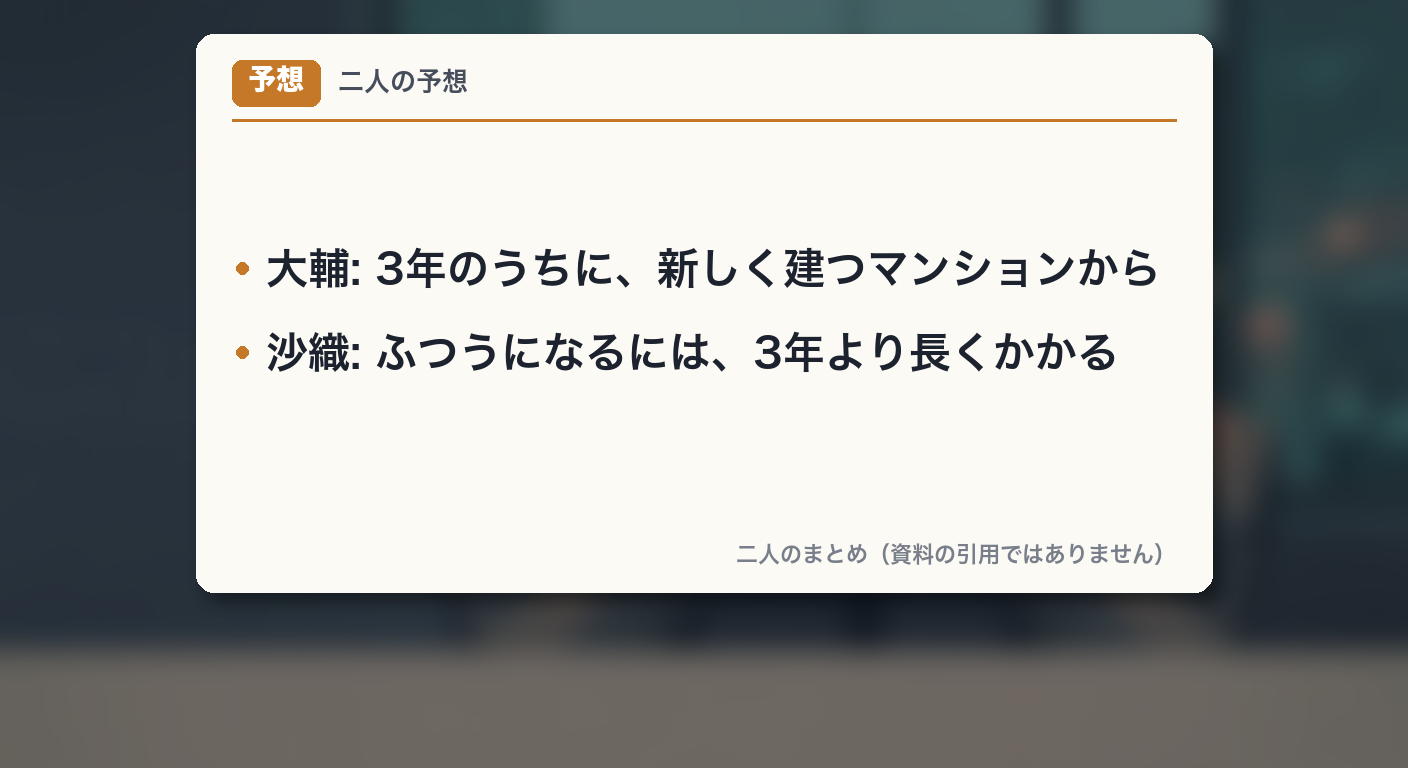 予想 二人の予想
• 大輔: 3年のうちに、新しく建つマンションから
• 沙織: ふつうになるには、3年より長くかかる
二人のまとめ（資料の引用ではありません）